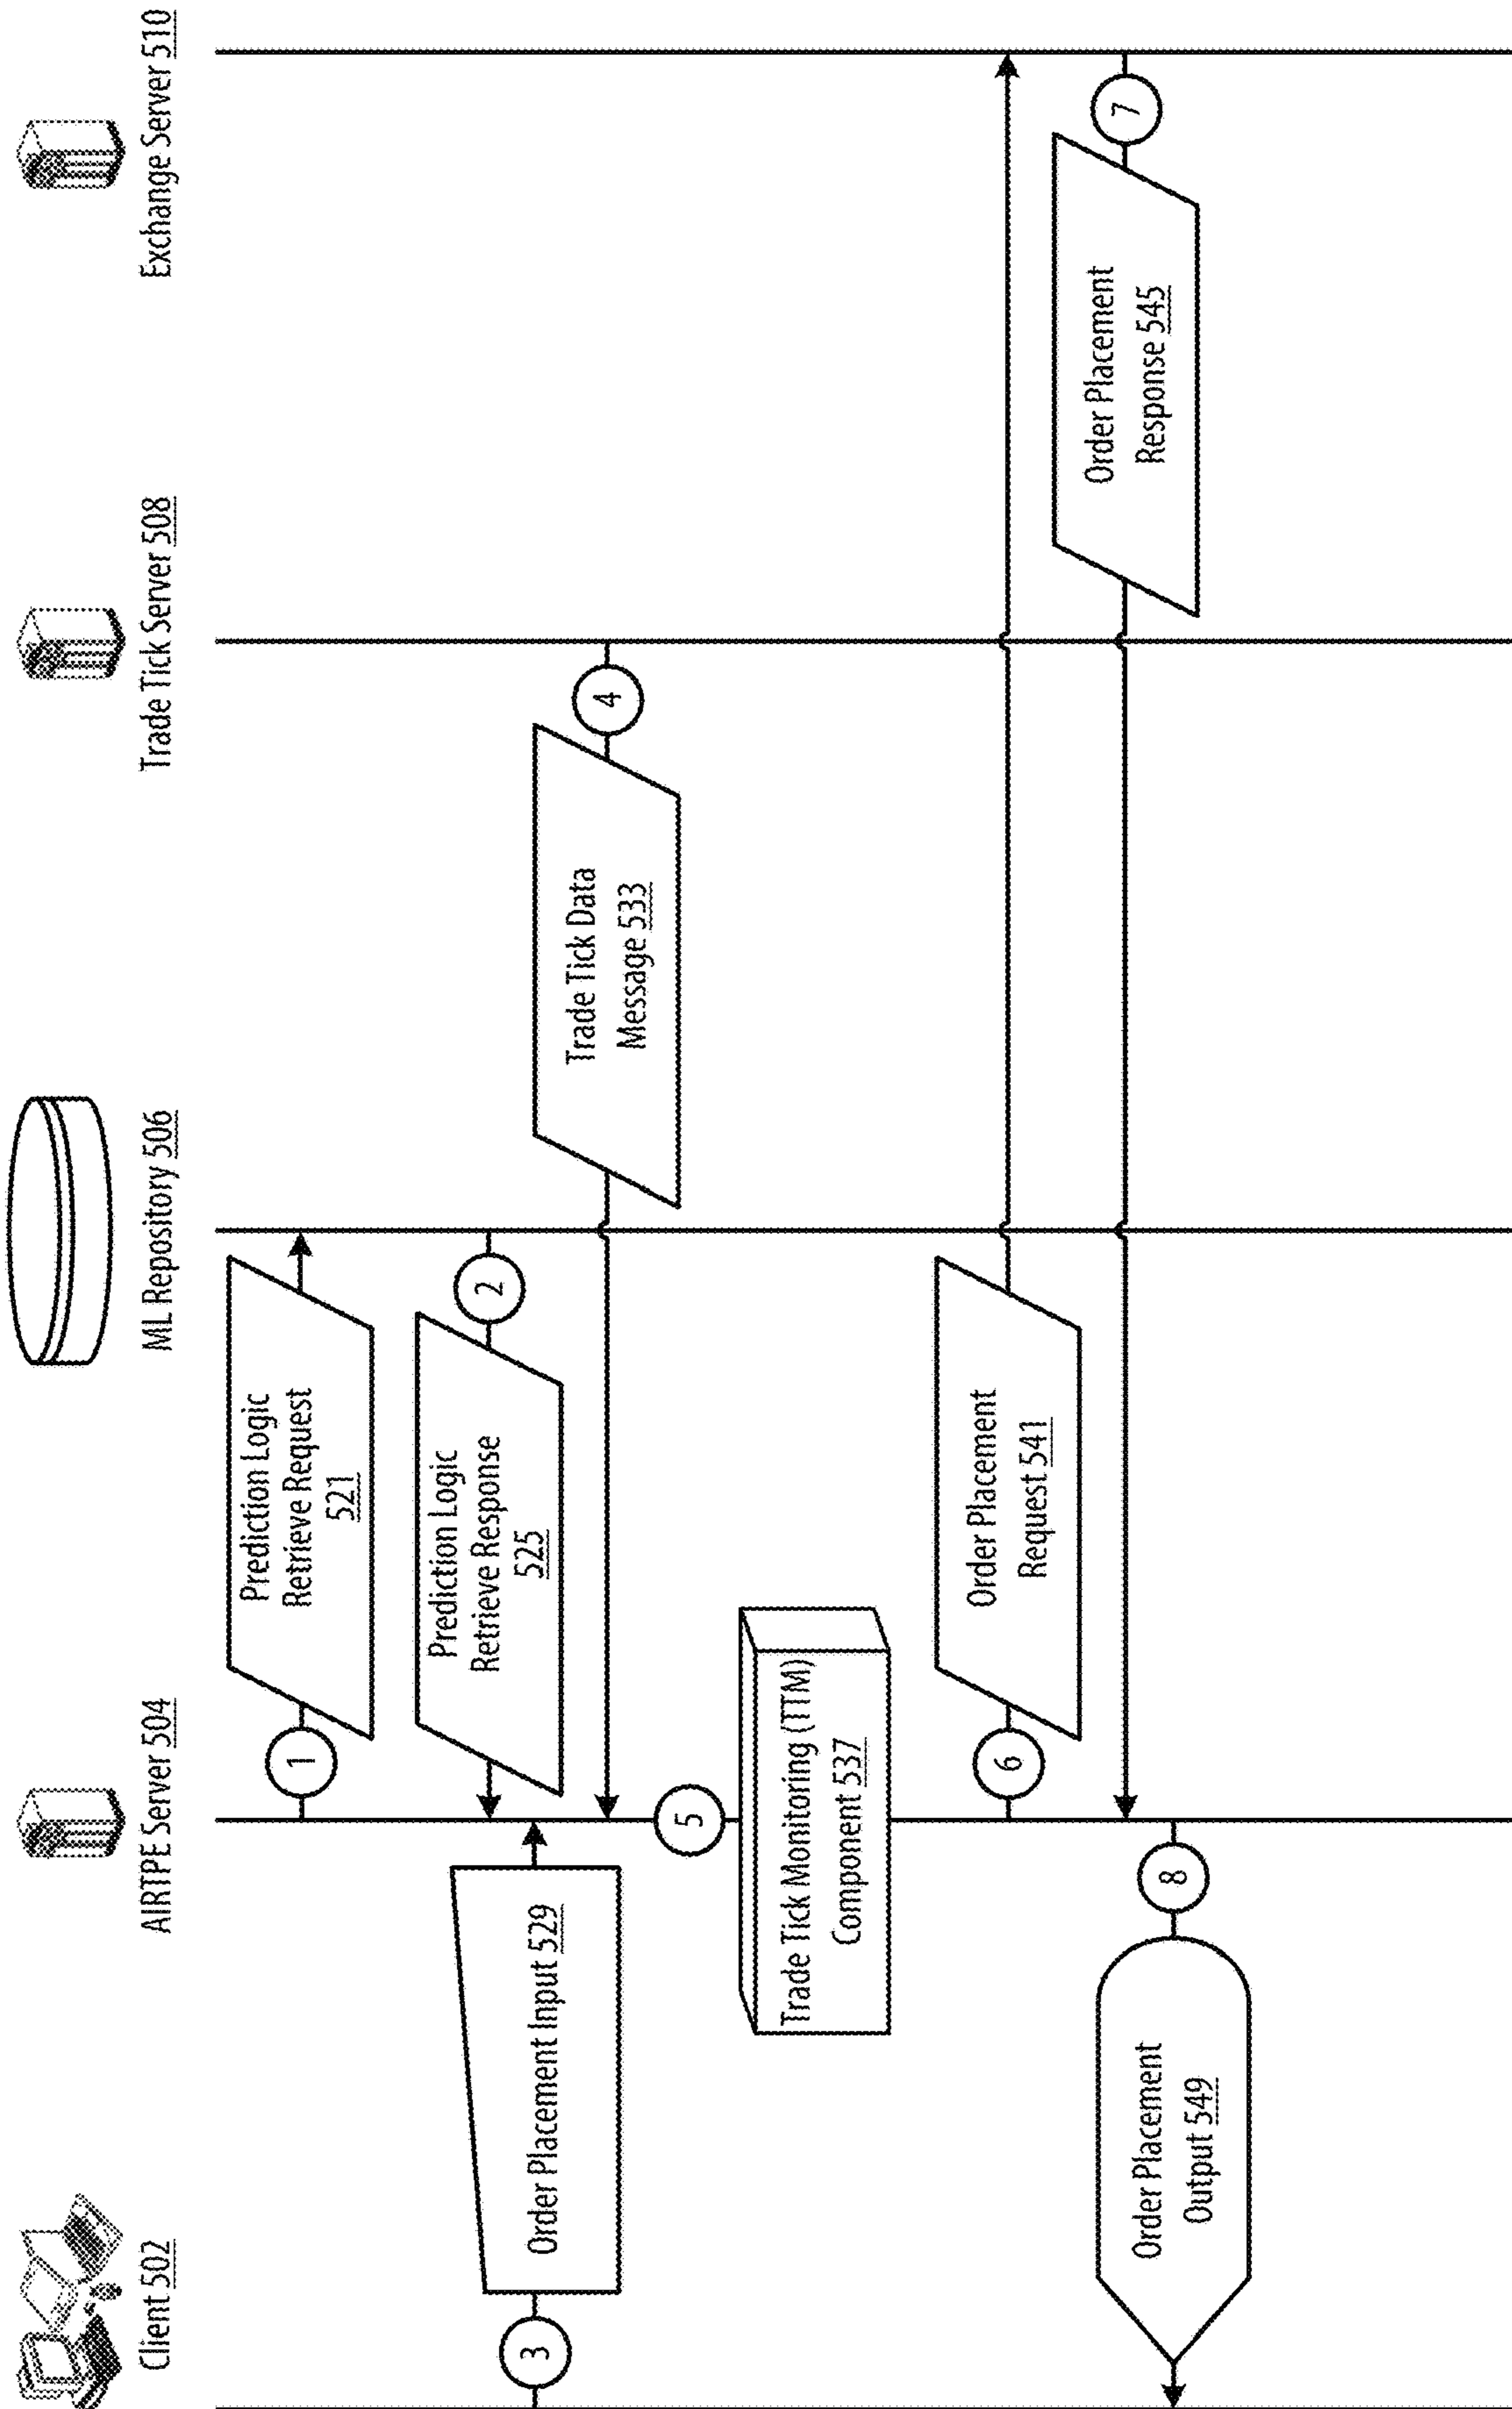 Client 502
AIRTPE Server 504
ML Repository 506
Trade Tick Server 508
Exchange Server 510
1
Prediction Logic
Retrieve Request
521
2
Prediction Logic
Retrieve Response
525
3
Order Placement Input 529
4
Trade Tick Data
Message 533
5
Trade Tick Monitoring (TTM)
Component 537
6
Order Placement
Request 541
7
Order Placement
Response 545
8
Order Placement
Output 549